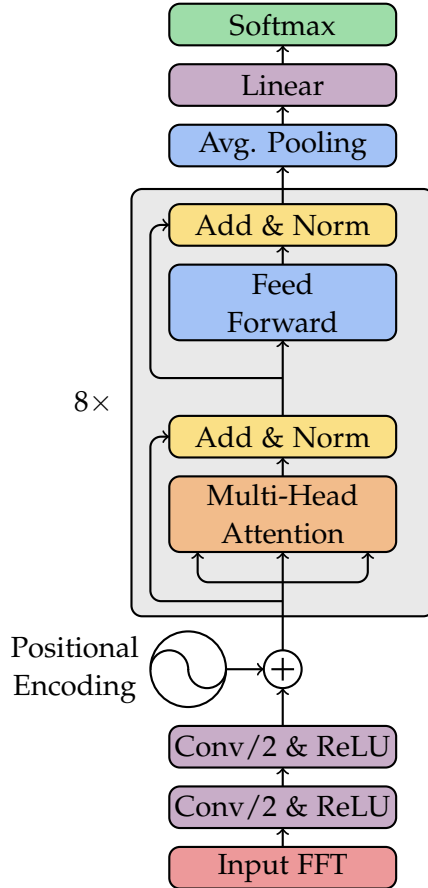 Softmax
Linear
Avg. Pooling
Add & Norm
Feed
Forward
8×
Add & Norm
Multi-Head
Attention
Positional
Encoding
Conv/2 & ReLU
Conv/2 & ReLU
Input FFT